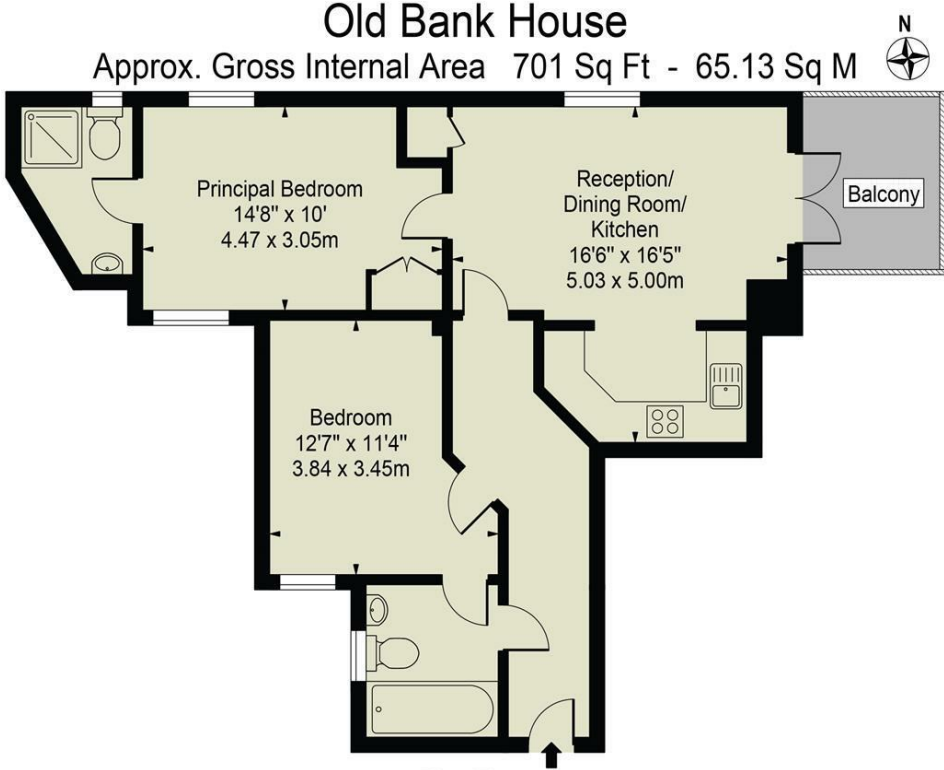 Old Bank House
Approx. Gross Internal Area 701 Sq Ft - 65.13 Sq M
N
Principal Bedroom
14'8" x 10'
4.47 x 3.05m
Reception/
Dining Room/
Kitchen
16'6" x 16'5"
5.03 x 5.00m
Balcony
Bedroom
12'7" x 11'4"
3.84 x 3.45m